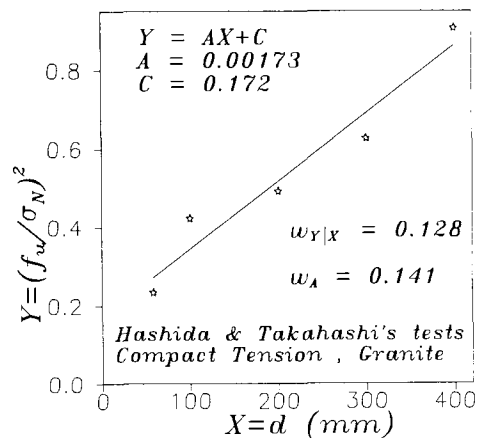 Y = AX+C
A = 0.00173
C = 0.172
0.8
0.6
0.4
0.2
0.0
Y=(f_u/σ_N)^2
w_{Y|X} = 0.128
w_A = 0.141
Hashida & Takahashi's tests
Compact Tension , Granite
0 100 200 300 400
X=d (mm)